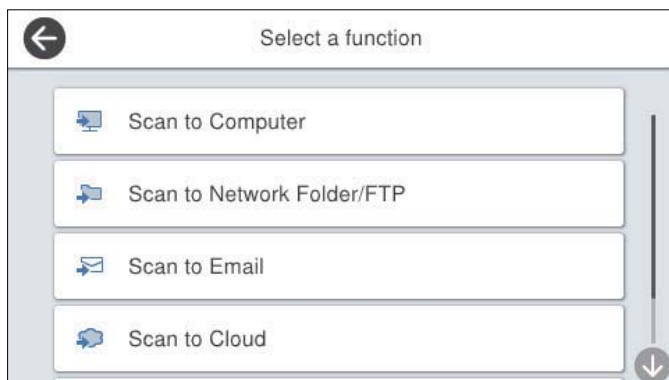 Select a function
Scan to Computer
Scan to Network Folder/FTP
Scan to Email
Scan to Cloud